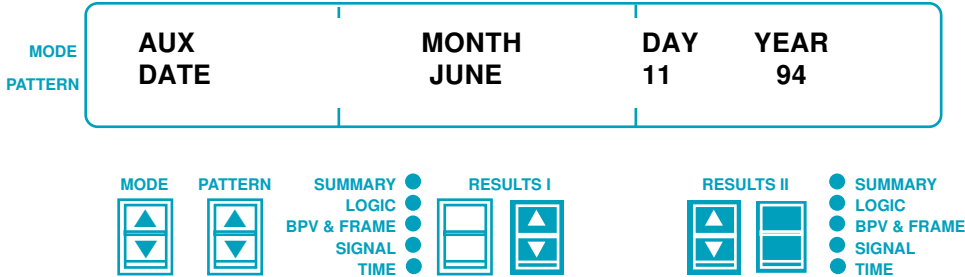 AUX MONTH DAY YEAR
MODE
DATE JUNE 11 94
PATTERN
MODE PATTERN SUMMARY RESULTS I RESULTS II SUMMARY
LOGIC LOGIC
BPV & FRAME BPV & FRAME
SIGNAL SIGNAL
TIME TIME